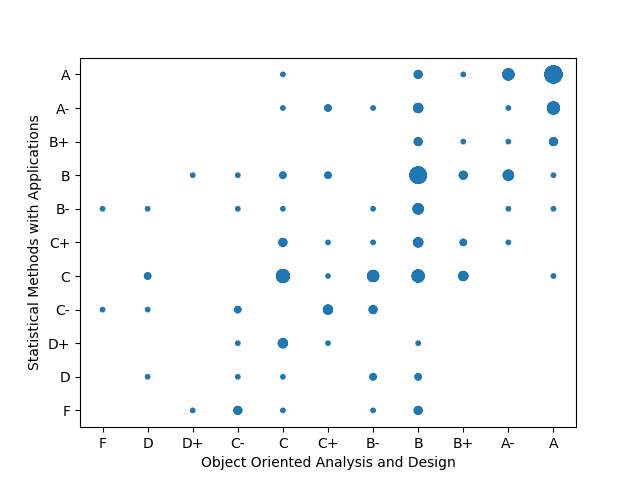 Statistical Methods with Applications
A
A-
B+
B
B-
C+
C
C-
D+
D
F
F D D+ C- C C+ B- B B+ A- A
Object Oriented Analysis and Design